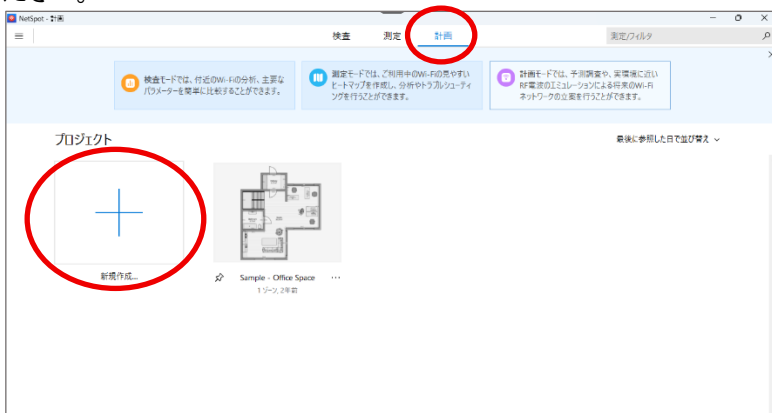 ださい。
NetSpot - 計画
検査 測定 計画
測定/フィルタ
検査モードでは、付近のWi-Fiの分析、主要な
パラメーターを簡単に比較することができます。
測定モードでは、ご利用中のWi-Fiの見やすい
ヒートマップを作成し、分析やトラブルシューティ
ングを行うことができます。
計画モードでは、予測調査や、実環境に近い
RF電波のエミュレーションによる将来のWi-Fi
ネットワークの立案を行うことができます。
プロジェクト
最後に参照した日で並び替え
新規作成...
Sample - Office Space
1 ゾーン, 2年前